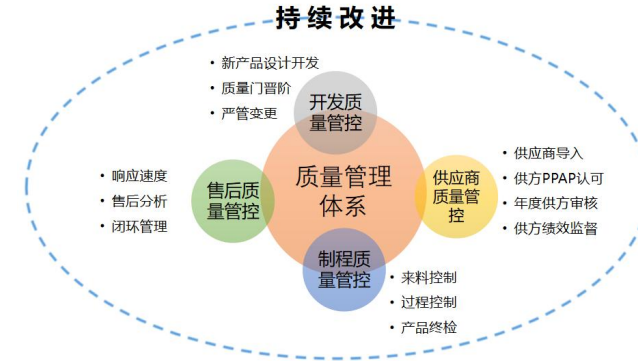 持续改进
• 新产品设计开发
• 质量门晋阶
• 严管变更
开发质
量管控
质量管理
体系
• 响应速度
• 售后分析
• 闭环管理
售后质
量管控
供应商
质量管
控
• 供应商导入
• 供方PPAP认可
• 年度供方审核
• 供方绩效监督
制程质
量管控
• 来料控制
• 过程控制
• 产品终检